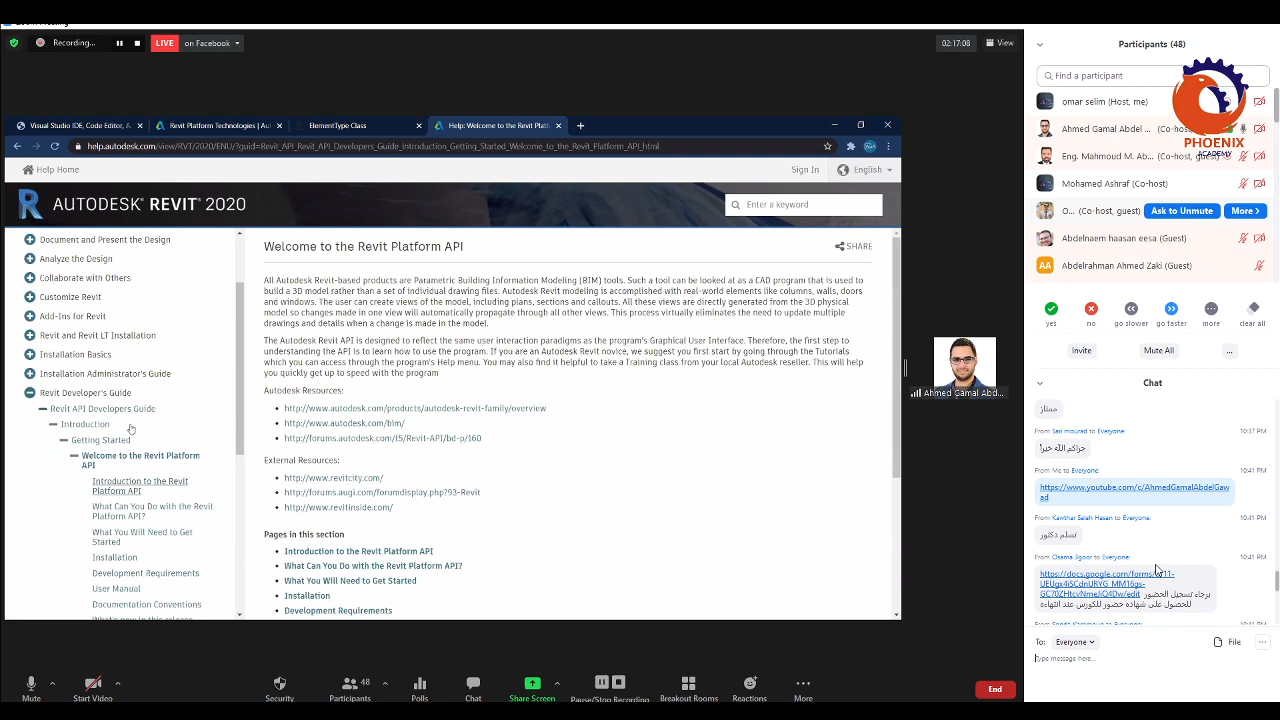 Recording...
LIVE
on Facebook
02:17:08
View
Visual Studio IDE, Code Editor, A
Revit Platform Technologies | Aut
ElementType Class
Help: Welcome to the Revit Platf
help.autodesk.com/view/RVT/2020/ENU/?guid=Revit_API_Revit_API_Developers_Guide_Introduction_Getting_Started_Welcome_to_the_Revit_Platform_API_html
Help Home
Sign In
English
AUTODESK® REVIT® 2020
Enter a keyword
Document and Present the Design
Analyze the Design
Collaborate with Others
Customize Revit
Add-Ins for Revit
Revit and Revit LT Installation
Installation Basics
Installation Administrator's Guide
Revit Developer's Guide
Revit API Developers Guide
Introduction
Getting Started
Welcome to the Revit Platform
API
Introduction to the Revit
Platform API
What Can You Do with the Revit
Platform API?
What You Will Need to Get
Started
Installation
Development Requirements
User Manual
Documentation Conventions
What's new in this release
Welcome to the Revit Platform API
SHARE
All Autodesk Revit-based products are Parametric Building Information Modeling (BIM) tools. Such a tool can be looked at as a CAD program that is used to
build a 3D model rather than a set of individual drawing files. Autodesk Revit modeling is accomplished with real-world elements like columns, walls, doors
and windows. The user can create views of the model, including plans, sections and callouts. All these views are directly generated from the 3D physical
model so changes made in one view will automatically propagate through all other views. This process virtually eliminates the need to update multiple
drawings and details when a change is made in the model.
The Autodesk Revit API is designed to reflect the same user interaction paradigms as the program's Graphical User Interface. Therefore, the first step to
understanding the API is to learn how to use the program. If you are an Autodesk Revit novice, we suggest you first start by going through the Tutorials
which you can access through the program's Help menu. You may also find it helpful to take a Training class from your local Autodesk reseller. This will help
you quickly get up to speed with the program
Autodesk Resources:
http://www.autodesk.com/products/autodesk-revit-family/overview
http://www.autodesk.com/bim/
http://forums.autodesk.com/t5/Revit-API/bd-p/160
External Resources:
http://www.revitcity.com/
http://forums.augi.com/forumdisplay.php?93-Revit
http://www.revitinside.com/
Pages in this section
Introduction to the Revit Platform API
What Can You Do with the Revit Platform API?
What You Will Need to Get Started
Installation
Development Requirements
Ahmed Gamal Abd...
Participants (48)
Find a participant
omar selim (Host, me)
Ahmed Gamal Abdel ... (Co-host)
Eng. Mahmoud M. Ab... (Co-host, guest)
Mohamed Ashraf (Co-host)
O... (Co-host, guest) Ask to Unmute More >
Abdelnaem haasan eesa (Guest)
AA Abdelrahman Ahmed Zaki (Guest)
PHOENIX
ACADEMY
yes no go slower go faster more clear all
Invite Mute All ...
Chat
ممتاز
From San mourad to Everyone: 10:37 PM
جزاكم الله خيراً
From Me to Everyone: 10:41 PM
https://www.youtube.com/c/AhmedGamalAbdelGaw
ad
From Kawthar Salah Hasan to Everyone: 10:41 PM
تسلم دكتور
From Osama Jigoor to Everyone: 10:41 PM
برجاء تسجيل الحضور
للحصول على شهاده حضور للكورس عند انتهاءة
10:41 PM
To: Everyone
File
Type message here...
Mute
Start Video
Security
Participants 48
Polls
Chat
Share Screen
Pause/Stop Recording
Breakout Rooms
Reactions
More
End